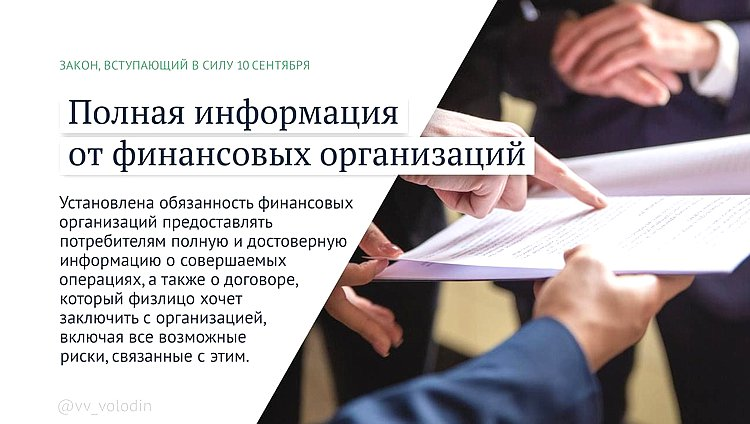 ЗАКОН, ВСТУПАЮЩИЙ В СИЛУ 10 СЕНТЯБРЯ
Полная информация
от финансовых организаций
Установлена обязанность финансовых
организаций предоставлять
потребителям полную и достоверную
информацию о совершаемых
операциях, а также о договоре,
который физлицо хочет
заключить с организацией,
включая все возможные
риски, связанные с этим.
@vv_volodin